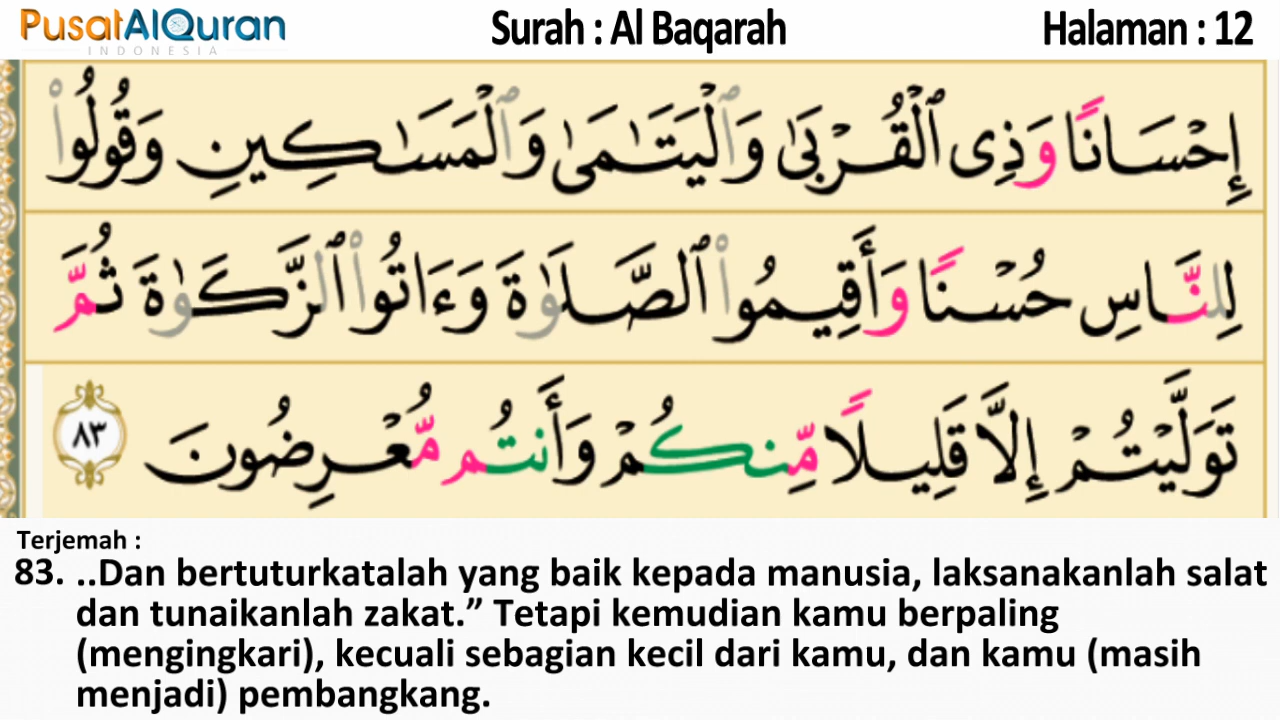 PusatAlQuran
INDONESIA
Surah : Al Baqarah
Halaman : 12
إِحْسَانًا وَذِى ٱلْقُرْبَىٰ وَٱلْيَتَـٰمَىٰ وَٱلْمَسَـٰكِينِ وَقُولُوا۟
لِلنَّاسِ حُسْنًا وَأَقِيمُوا۟ ٱلصَّلَوٰةَ وَءَاتُوا۟ ٱلزَّكَوٰةَ ثُمَّ
تَوَلَّيْتُمْ إِلَّا قَلِيلًا مِّنكُمْ وَأَنتُم مُّعْرِضُونَ ٨٣
Terjemah :
83. ..Dan bertuturkatalah yang baik kepada manusia, laksanakanlah salat
dan tunaikanlah zakat.” Tetapi kemudian kamu berpaling
(mengingkari), kecuali sebagian kecil dari kamu, dan kamu (masih
menjadi) pembangkang.